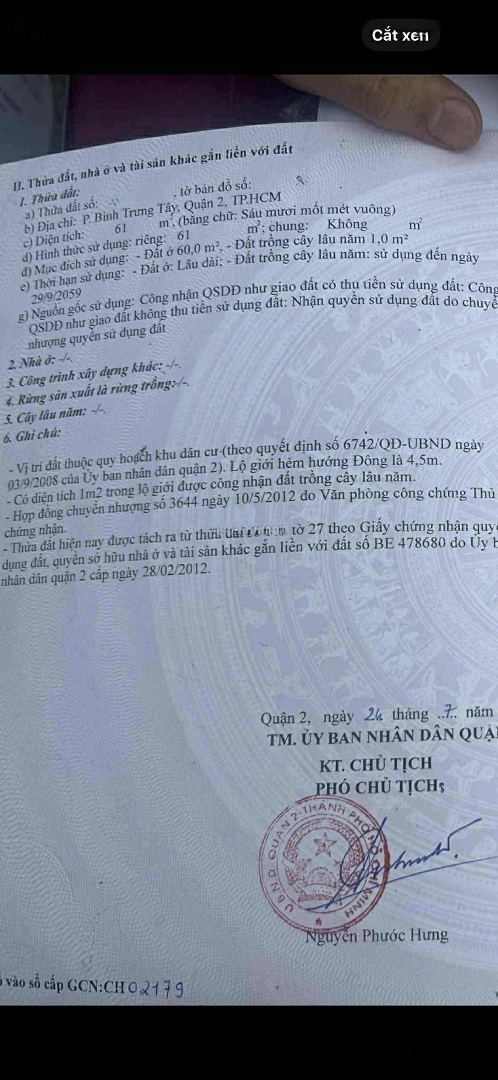 Cắt xén
II. Thửa đất, nhà ở và tài sản khác gắn liền với đất
1. Thửa đất:
a) Thửa đất số: tờ bản đồ số:
b) Địa chỉ: P. Bình Trưng Tây, Quận 2, TP.HCM
c) Diện tích: 61 m², (bằng chữ: Sáu mươi mốt mét vuông)
d) Hình thức sử dụng: riêng: 61 m²; chung: Không m²
đ) Mục đích sử dụng: - Đất ở 60,0 m², - Đất trồng cây lâu năm 1,0 m²
e) Thời hạn sử dụng: - Đất ở: Lâu dài; - Đất trồng cây lâu năm: sử dụng đến ngày
29/9/2059
g) Nguồn gốc sử dụng: Công nhận QSDĐ như giao đất có thu tiền sử dụng đất: Công
QSDĐ như giao đất không thu tiền sử dụng đất: Nhận quyền sử dụng đất do chuyể
nhượng quyền sử dụng đất
2. Nhà ở: -/-.
3. Công trình xây dựng khác: -/-.
4. Rừng sản xuất là rừng trồng:-/-.
5. Cây lâu năm: -/-.
6. Ghi chú:
- Vị trí đất thuộc quy hoạch khu dân cư (theo quyết định số 6742/QĐ-UBND ngày
03/9/2008 của Ủy ban nhân dân quận 2). Lộ giới hẻm hướng Đông là 4,5m.
- Có diện tích 1m2 trong lộ giới được công nhận đất trồng cây lâu năm.
- Hợp đồng chuyển nhượng số 3644 ngày 10/5/2012 do Văn phòng công chứng Thủ
chứng nhận.
- Thửa đất hiện nay được tách ra từ thửa tờ 27 theo Giấy chứng nhận quyề
dụng đất, quyền sở hữu nhà ở và tài sản khác gắn liền với đất số BE 478680 do Ủy b
nhân dân quận 2 cấp ngày 28/02/2012.
Quận 2, ngày 24 tháng ..7.. năm
TM. ỦY BAN NHÂN DÂN QUẬN
KT. CHỦ TỊCH
PHÓ CHỦ TỊCH
U.B.N.D. QUẬN 2-THÀNH PHỐ HỒ CHÍ MINH
Nguyễn Phước Hưng
vào sổ cấp GCN:CH02179